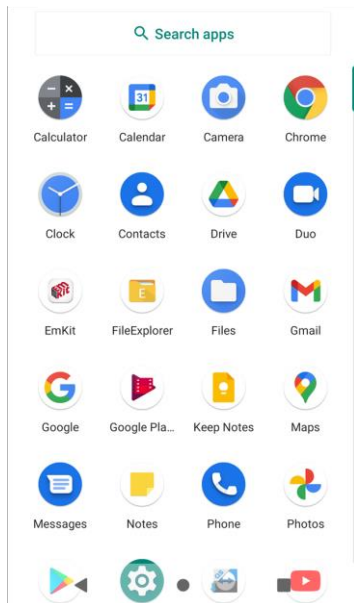 Search apps
Calculator Calendar Camera Chrome
31
Clock Contacts Drive Duo
EmKit FileExplorer Files Gmail
E
Google Google Pla... Keep Notes Maps
Messages Notes Phone Photos